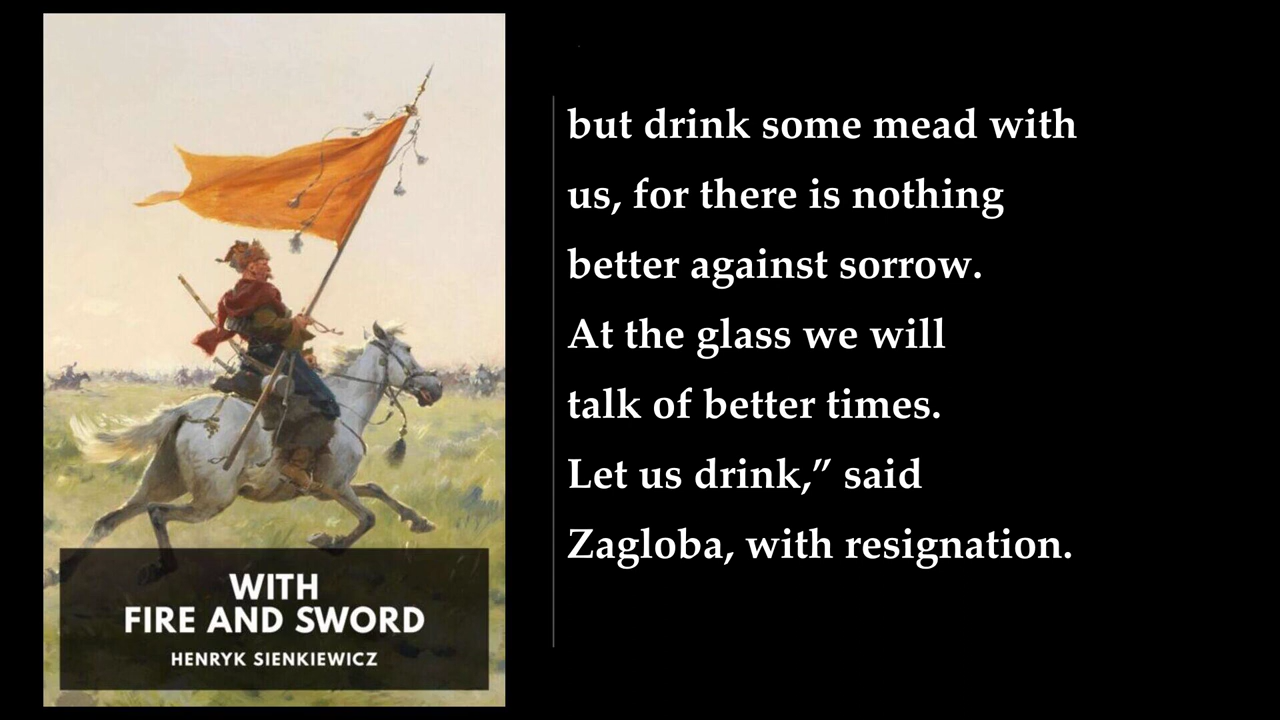 but drink some mead with
us, for there is nothing
better against sorrow.
At the glass we will
talk of better times.
Let us drink,” said
Zagloba, with resignation.
WITH
FIRE AND SWORD
HENRYK SIENKIEWICZ